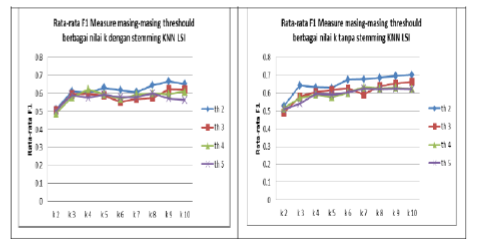 Rata-rata F1 Measure masing-masing threshould
berbagai nilai k dengan stemming KNN LSI
0.8
0.7
0.6
0.5
0.4
0.3
0.2
0.1
0
Rata-rata F1
k2 k3 k4 k5 k6 k7 k8 k9 k10
th 2
th 3
th 4
th 5
Rata-rata F1 Measure masing-masing threshould
berbagai nilai k tanpa stemming KNN LSI
0.8
0.7
0.6
0.5
0.4
0.3
0.2
0.1
0
Rata-rata F1
k2 k3 k4 k5 k6 k7 k8 k9 k10
th 2
th 3
th 4
th 5